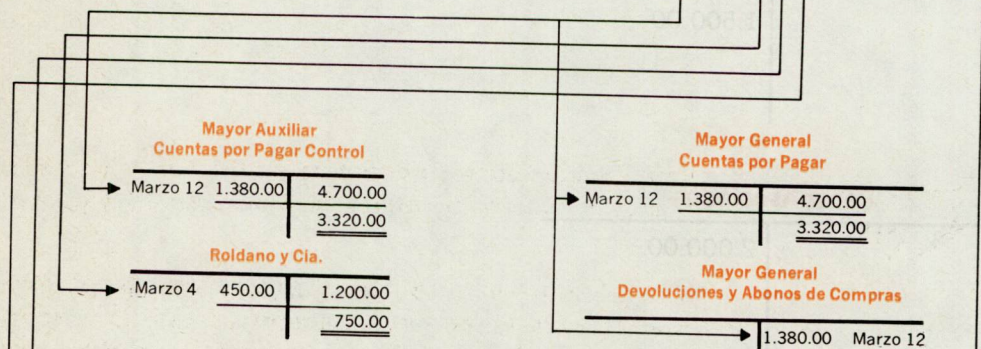 Mayor Auxiliar
Cuentas por Pagar Control
Marzo 12 1.380.00 4.700.00
3.320.00
Roldano y Cia.
Marzo 4 450.00 1.200.00
750.00
Mayor General
Cuentas por Pagar
Marzo 12 1.380.00 4.700.00
3.320.00
Mayor General
Devoluciones y Abonos de Compras
1.380.00 Marzo 12